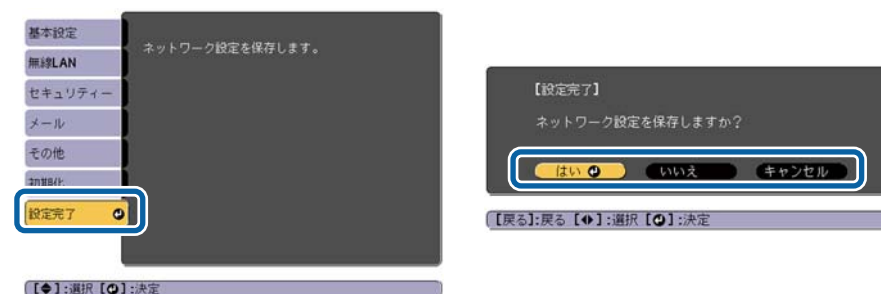 基本設定
無線LAN
セキュリティー
メール
その他
初期化
設定完了
ネットワーク設定を保存します。
[◆]:選択 [⏎]:決定
【設定完了】
ネットワーク設定を保存しますか?
はい ⏎ いいえ キャンセル
[戻る]:戻る [◆]:選択 [⏎]:決定